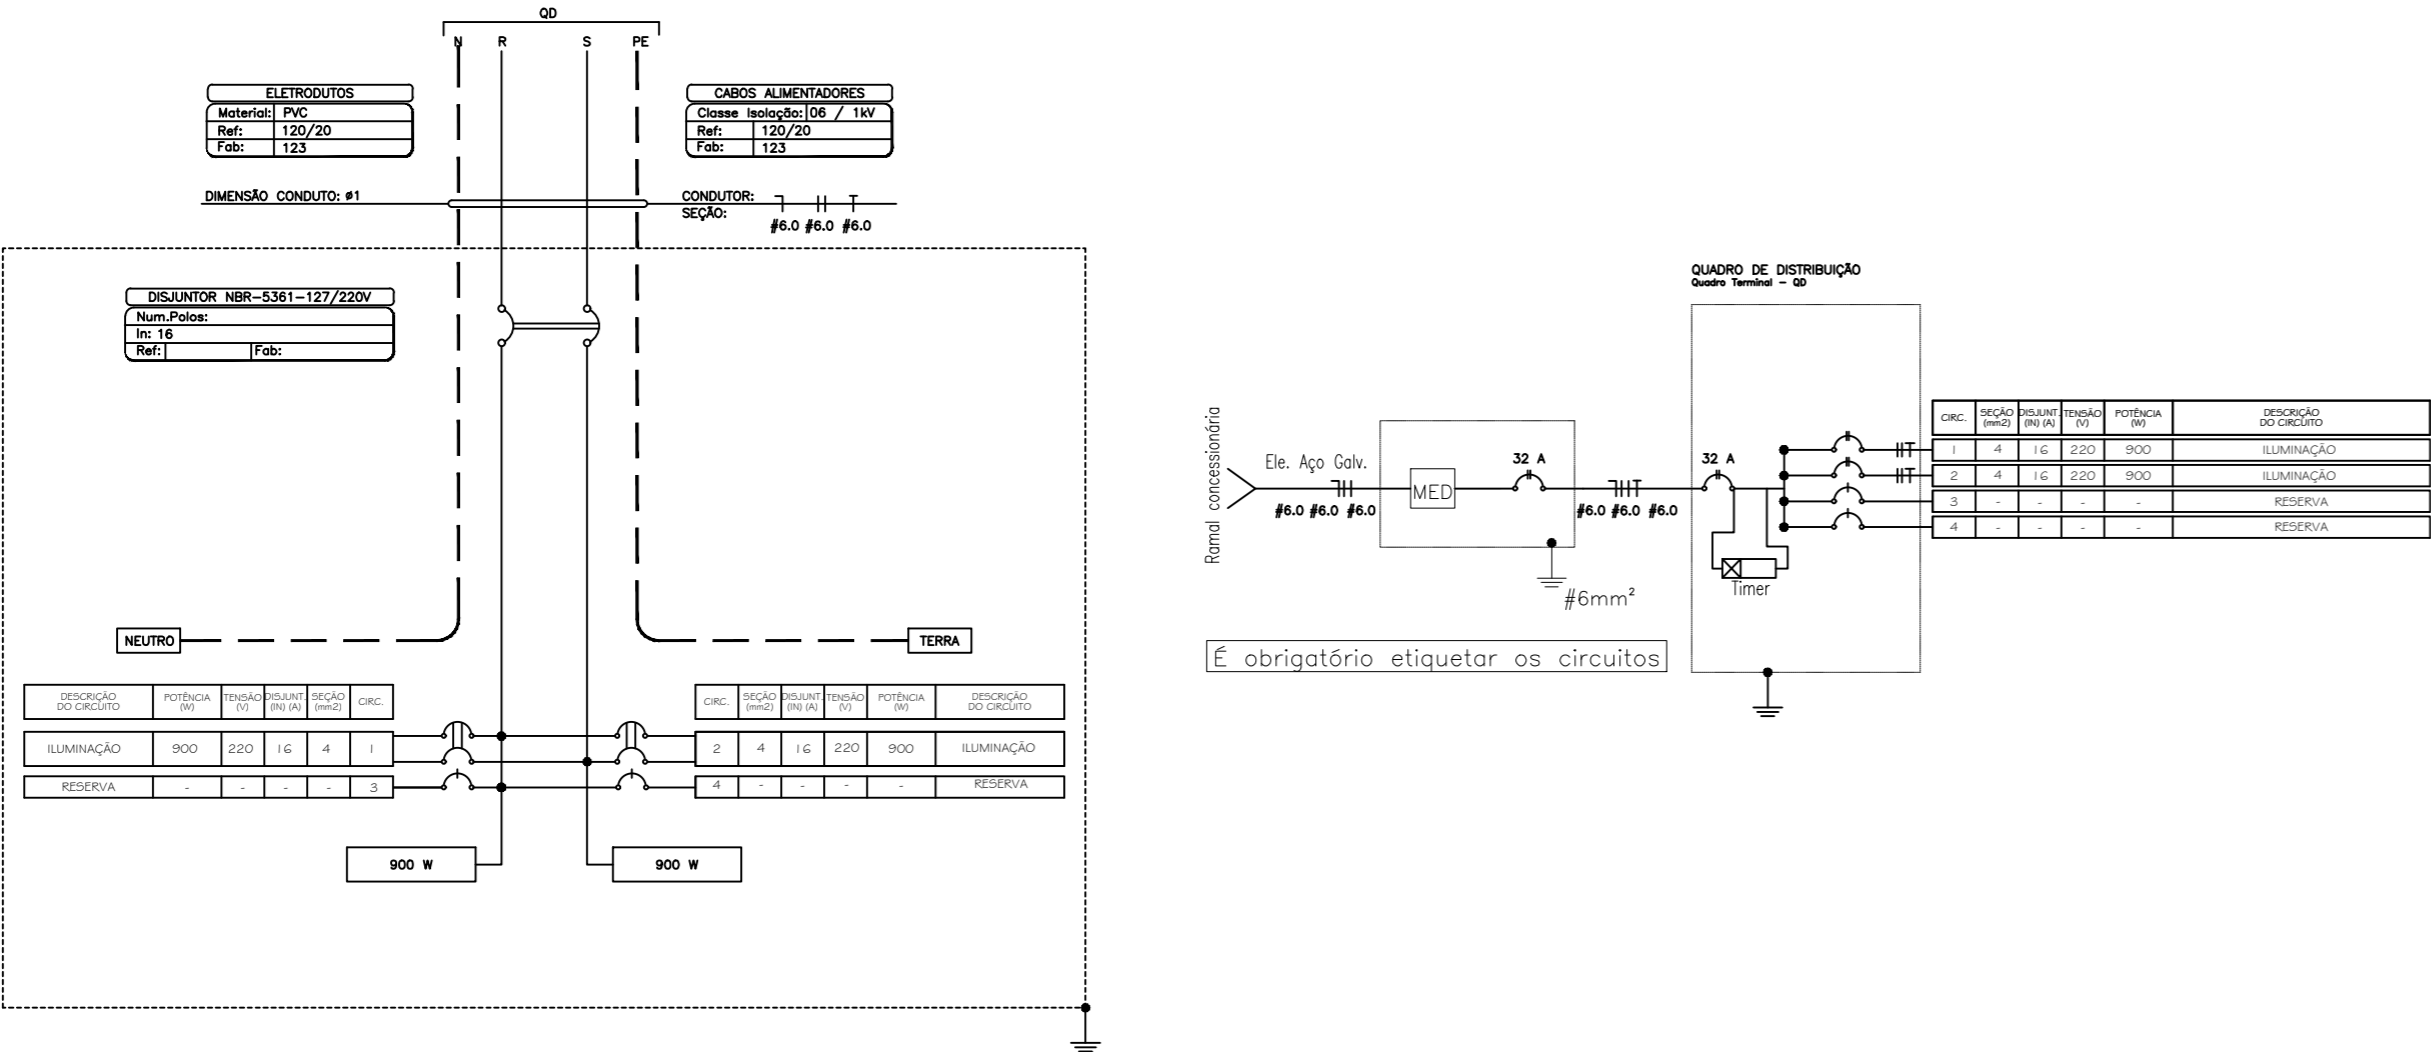 QD
N R S PE
ELETRODUTOS
Material: PVC
Ref: 120/20
Fab: 123
CABOS ALIMENTADORES
Classe Isolação: 06 / 1kV
Ref: 120/20
Fab: 123
DIMENSÃO CONDUTO: ø1
CONDUTOR:
SEÇÃO:
#6.0 #6.0 #6.0
DISJUNTOR NBR-5361-127/220V
Num.Polos:
In: 16
Ref: Fab:
NEUTRO
TERRA
DESCRIÇÃO DO CIRCUITO POTÊNCIA (W) TENSÃO (V) DISJUNT. (IN) (A) SEÇÃO (mm2) CIRC.
ILUMINAÇÃO 900 220 16 4 1
RESERVA - - - - 3
CIRC. SEÇÃO (mm2) DISJUNT. (IN) (A) TENSÃO (V) POTÊNCIA (W) DESCRIÇÃO DO CIRCUITO
2 4 16 220 900 ILUMINAÇÃO
4 - - - - RESERVA
900 W
900 W
QUADRO DE DISTRIBUIÇÃO
Quadro Terminal - QD
Ramal concessionária
Ele. Aço Galv.
#6.0 #6.0 #6.0
MED
32 A
#6.0 #6.0 #6.0
#6mm²
32 A
Timer
CIRC. SEÇÃO (mm2) DISJUNT. (IN) (A) TENSÃO (V) POTÊNCIA (W) DESCRIÇÃO DO CIRCUITO
1 4 16 220 900 ILUMINAÇÃO
2 4 16 220 900 ILUMINAÇÃO
3 - - - - RESERVA
4 - - - - RESERVA
É obrigatório etiquetar os circuitos